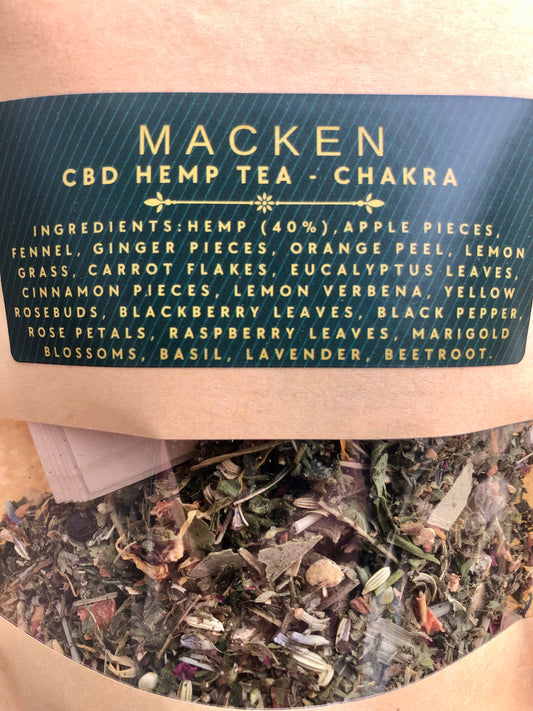 MACKEN
CBD HEMP TEA - CHAKRA
INGREDIENTS:HEMP (40%),APPLE PIECES,
FENNEL, GINGER PIECES, ORANGE PEEL, LEMON
GRASS, CARROT FLAKES, EUCALYPTUS LEAVES,
CINNAMON PIECES, LEMON VERBENA, YELLOW
ROSEBUDS, BLACKBERRY LEAVES, BLACK PEPPER,
ROSE PETALS, RASPBERRY LEAVES, MARIGOLD
BLOSSOMS, BASIL, LAVENDER, BEETROOT.